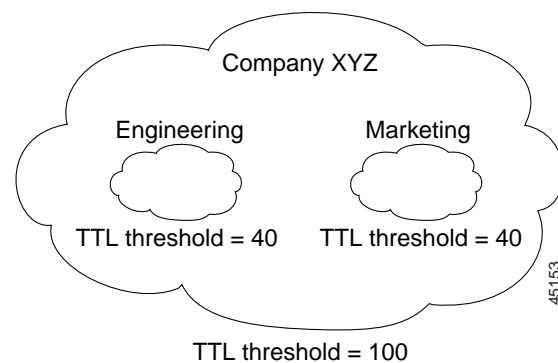 Company XYZ
Engineering
Marketing
TTL threshold = 40
TTL threshold = 40
45153
TTL threshold = 100